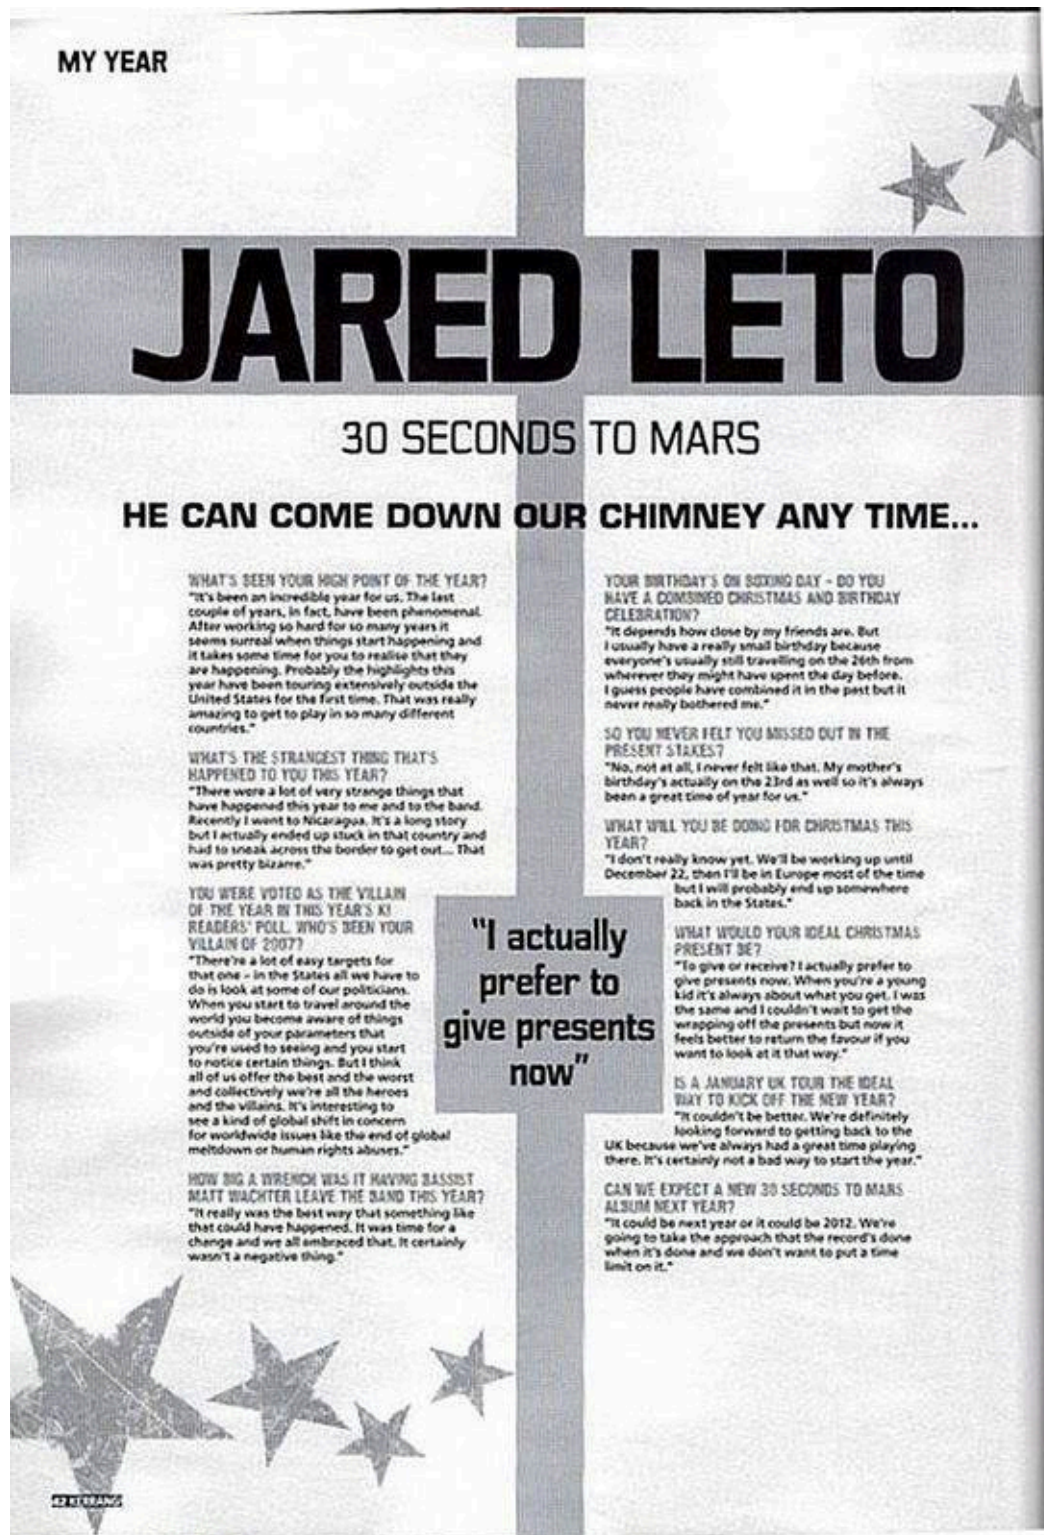 MY YEAR
JARED LETO
30 SECONDS TO MARS
HE CAN COME DOWN OUR CHIMNEY ANY TIME...
WHAT'S BEEN YOUR HIGH POINT OF THE YEAR?
"It's been an incredible year for us. The last
couple of years, in fact, have been phenomenal.
After working so hard for so many years it
seems surreal when things start happening and
it takes some time for you to realise that they
are happening. Probably the highlights this
year have been touring extensively outside the
United States for the first time. That was really
amazing to get to play in so many different
countries."
WHAT'S THE STRANGEST THING THAT'S
HAPPENED TO YOU THIS YEAR?
"There were a lot of very strange things that
have happened this year to me and to the band.
Recently I went to Nicaragua. It's a long story
but I actually ended up stuck in that country and
had to sneak across the border to get out... That
was pretty bizarre."
YOU WERE VOTED AS THE VILLAIN
OF THE YEAR IN THIS YEAR'S K!
READERS' POLL. WHO'S BEEN YOUR
VILLAIN OF 2007?
"There're a lot of easy targets for
that one - in the States all we have to
do is look at some of our politicians.
When you start to travel around the
world you become aware of things
outside of your parameters that
you're used to seeing and you start
to notice certain things. But I think
all of us offer the best and the worst
and collectively we're all the heroes
and the villains. It's interesting to
see a kind of global shift in concern
for worldwide issues like the end of global
meltdown or human rights abuses."
HOW BIG A WRENCH WAS IT HAVING BASSIST
MATT WACHTER LEAVE THE BAND THIS YEAR?
"It really was the best way that something like
that could have happened. It was time for a
change and we all embraced that. It certainly
wasn't a negative thing."
"I actually
prefer to
give presents
now"
YOUR BIRTHDAY'S ON BOXING DAY - DO YOU
HAVE A COMBINED CHRISTMAS AND BIRTHDAY
CELEBRATION?
"It depends how close by my friends are. But
I usually have a really small birthday because
everyone's usually still travelling on the 26th from
wherever they might have spent the day before.
I guess people have combined it in the past but it
never really bothered me."
SO YOU NEVER FELT YOU MISSED OUT IN THE
PRESENT STAKES?
"No, not at all, I never felt like that. My mother's
birthday's actually on the 23rd as well so it's always
been a great time of year for us."
WHAT WILL YOU BE DOING FOR CHRISTMAS THIS
YEAR?
"I don't really know yet. We'll be working up until
December 22, then I'll be in Europe most of the time
but I will probably end up somewhere
back in the States."
WHAT WOULD YOUR IDEAL CHRISTMAS
PRESENT BE?
"To give or receive? I actually prefer to
give presents now. When you're a young
kid it's always about what you get. I was
the same and I couldn't wait to get the
wrapping off the presents but now it
feels better to return the favour if you
want to look at it that way."
IS A JANUARY UK TOUR THE IDEAL
WAY TO KICK OFF THE NEW YEAR?
"It couldn't be better. We're definitely
looking forward to getting back to the
UK because we've always had a great time playing
there. It's certainly not a bad way to start the year."
CAN WE EXPECT A NEW 30 SECONDS TO MARS
ALBUM NEXT YEAR?
"It could be next year or it could be 2012. We're
going to take the approach that the record's done
when it's done and we don't want to put a time
limit on it."
62 KERRANG!